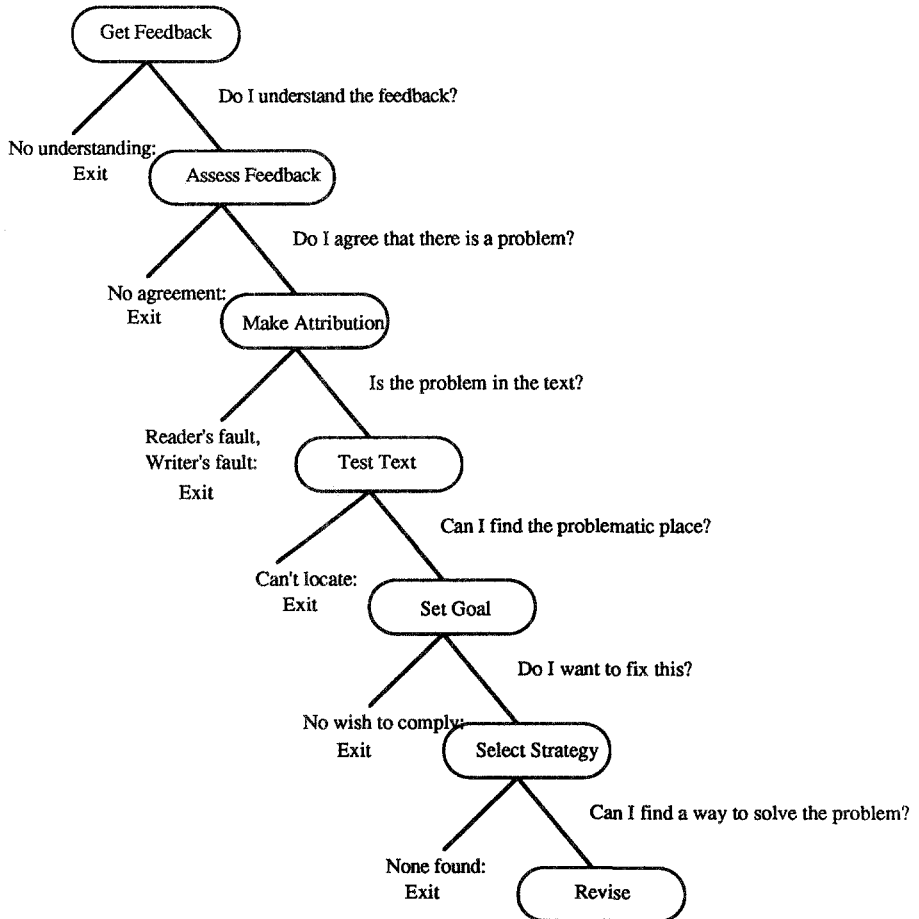 Get Feedback
Do I understand the feedback?
No understanding:
Exit
Assess Feedback
Do I agree that there is a problem?
No agreement:
Exit
Make Attribution
Is the problem in the text?
Reader's fault,
Writer's fault:
Exit
Test Text
Can I find the problematic place?
Can't locate:
Exit
Set Goal
Do I want to fix this?
No wish to comply:
Exit
Select Strategy
Can I find a way to solve the problem?
None found:
Exit
Revise